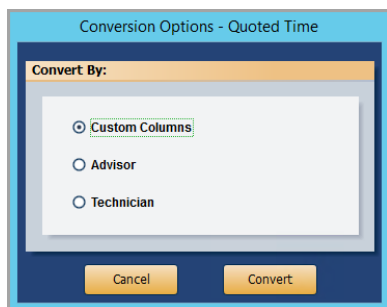 Conversion Options - Quoted Time
Convert By:
Custom Columns
Advisor
Technician
Cancel Convert